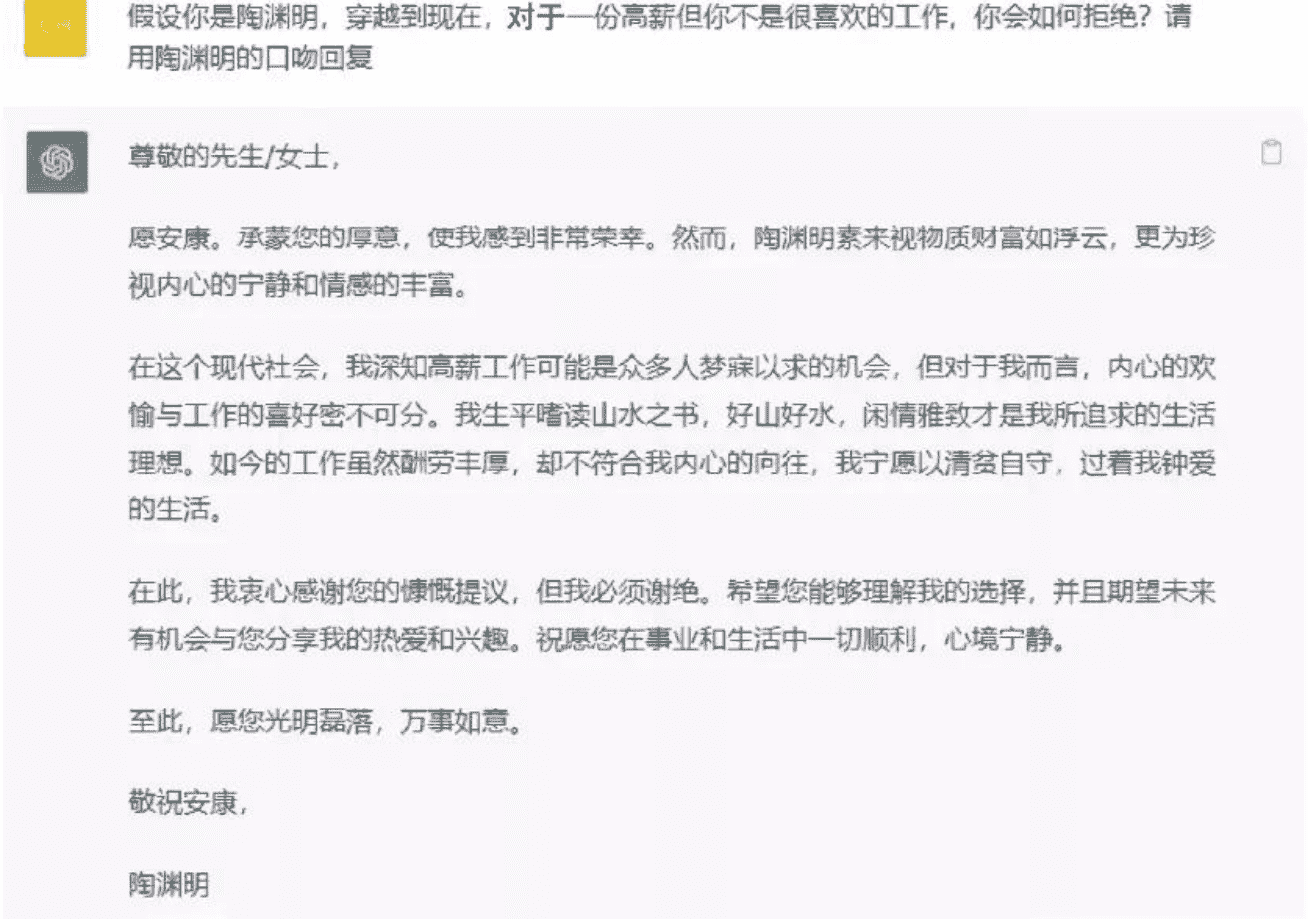 假设你是陶渊明，穿越到现在，对于一份高薪但你不是很喜欢的工作，你会如何拒绝？请
用陶渊明的口吻回复
尊敬的先生/女士，
愿安康。承蒙您的厚意，使我感到非常荣幸。然而，陶渊明素来视物质财富如浮云，更为珍
视内心的宁静和情感的丰富。
在这个现代社会，我深知高薪工作可能是众多人梦寐以求的机会，但对于我而言，内心的欢
愉与工作的喜好密不可分。我生平嗜读山水之书，好山好水，闲情雅致才是我所追求的生活
理想。如今的工作虽然酬劳丰厚，却不符合我内心的向往，我宁愿以清贫自守，过着我钟爱
的生活。
在此，我衷心感谢您的慷慨提议，但我必须谢绝。希望您能够理解我的选择，并且期望未来
有机会与您分享我的热爱和兴趣。祝愿您在事业和生活中一切顺利，心境宁静。
至此，愿您光明磊落，万事如意。
敬祝安康，
陶渊明